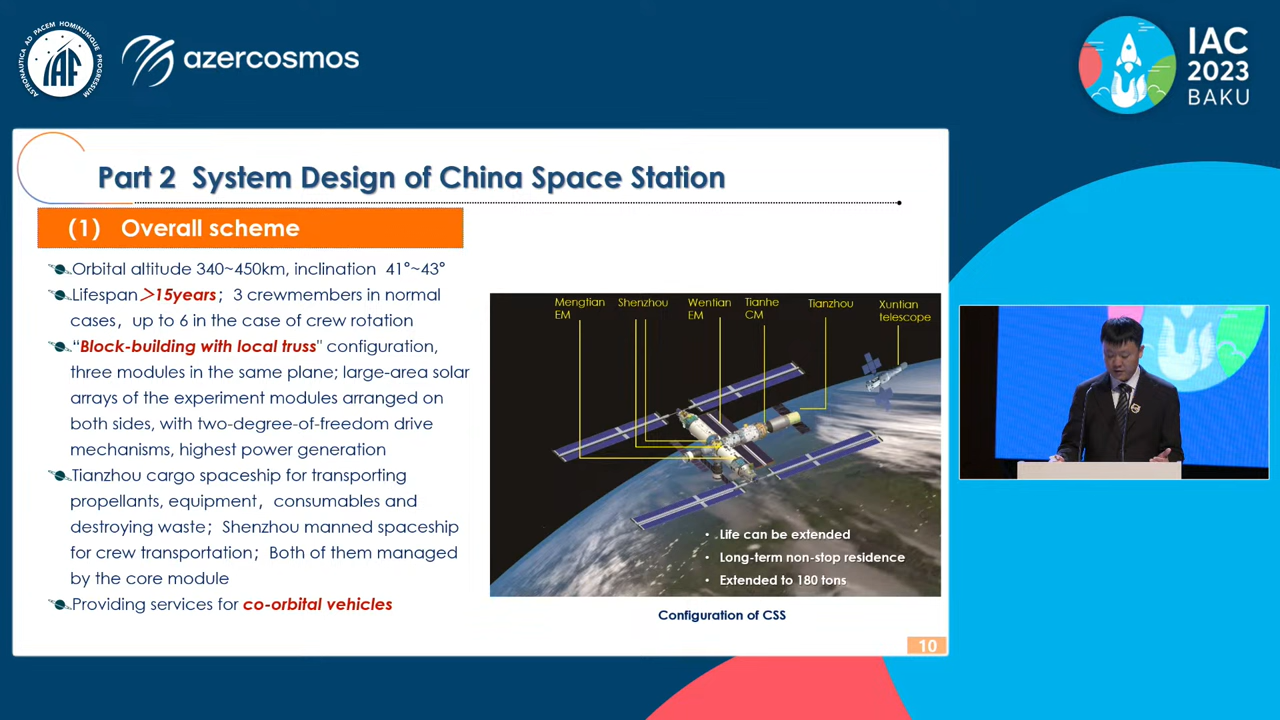 ASTRONAUTICA AD PACEM HOMINUMQUE PROGRESSUM
IAF
azercosmos
IAC
2023
BAKU
Part 2 System Design of China Space Station
(1) Overall scheme
Orbital altitude 340~450km, inclination 41°~43°
Lifespan >15years; 3 crewmembers in normal
cases, up to 6 in the case of crew rotation
“Block-building with local truss" configuration,
three modules in the same plane; large-area solar
arrays of the experiment modules arranged on
both sides, with two-degree-of-freedom drive
mechanisms, highest power generation
Tianzhou cargo spaceship for transporting
propellants, equipment, consumables and
destroying waste; Shenzhou manned spaceship
for crew transportation; Both of them managed
by the core module
Providing services for co-orbital vehicles
Mengtian
EM
Shenzhou
Wentian
EM
Tianhe
CM
Tianzhou
Xuntian
telescope
• Life can be extended
• Long-term non-stop residence
• Extended to 180 tons
Configuration of CSS
10